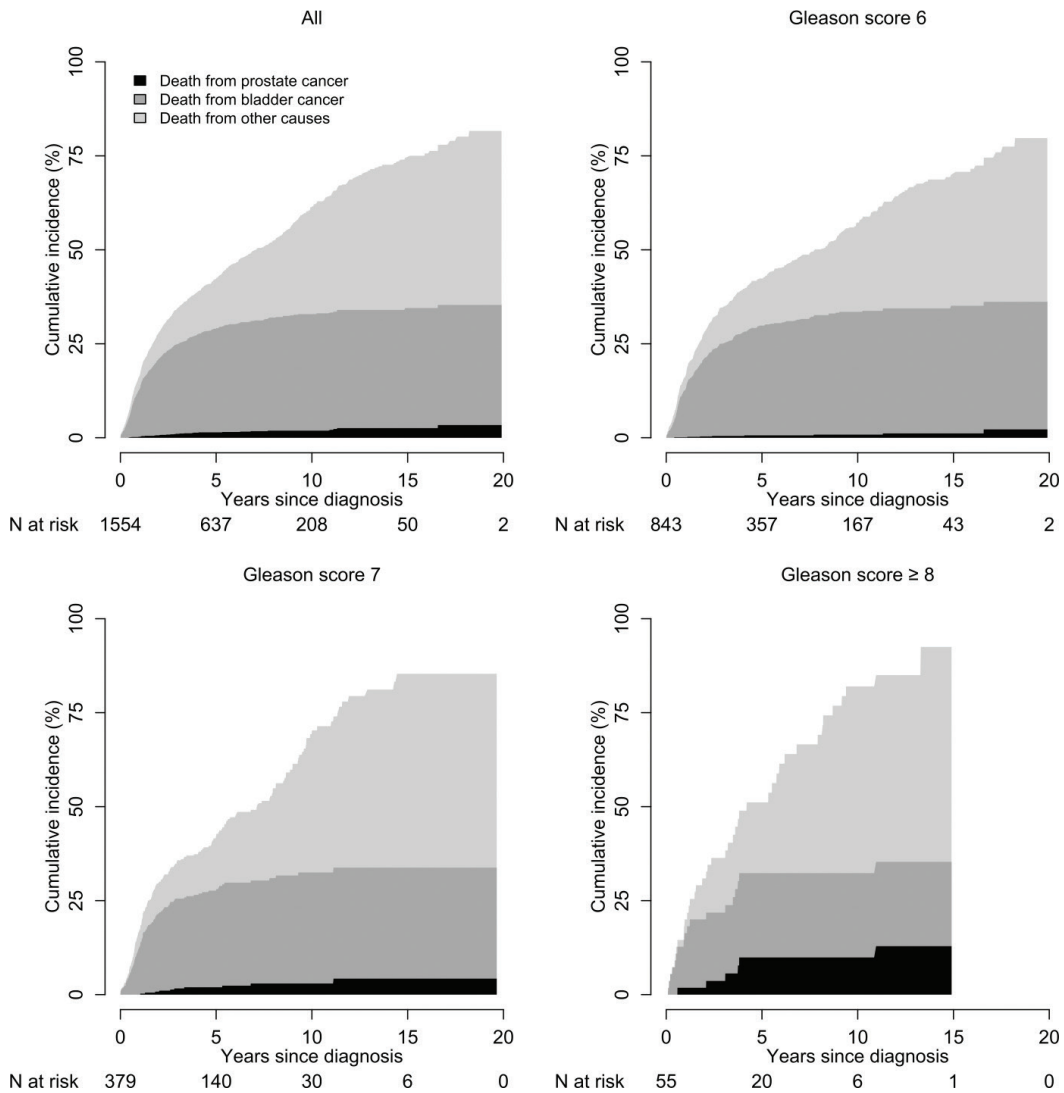 All
Cumulative incidence (%)
100
75
50
25
0
Death from prostate cancer
Death from bladder cancer
Death from other causes
0 5 10 15 20
Years since diagnosis
N at risk 1554 637 208 50 2
Gleason score 6
Cumulative incidence (%)
100
75
50
25
0
0 5 10 15 20
Years since diagnosis
N at risk 843 357 167 43 2
Gleason score 7
Cumulative incidence (%)
100
75
50
25
0
0 5 10 15 20
Years since diagnosis
N at risk 379 140 30 6 0
Gleason score ≥ 8
Cumulative incidence (%)
100
75
50
25
0
0 5 10 15 20
Years since diagnosis
N at risk 55 20 6 1 0